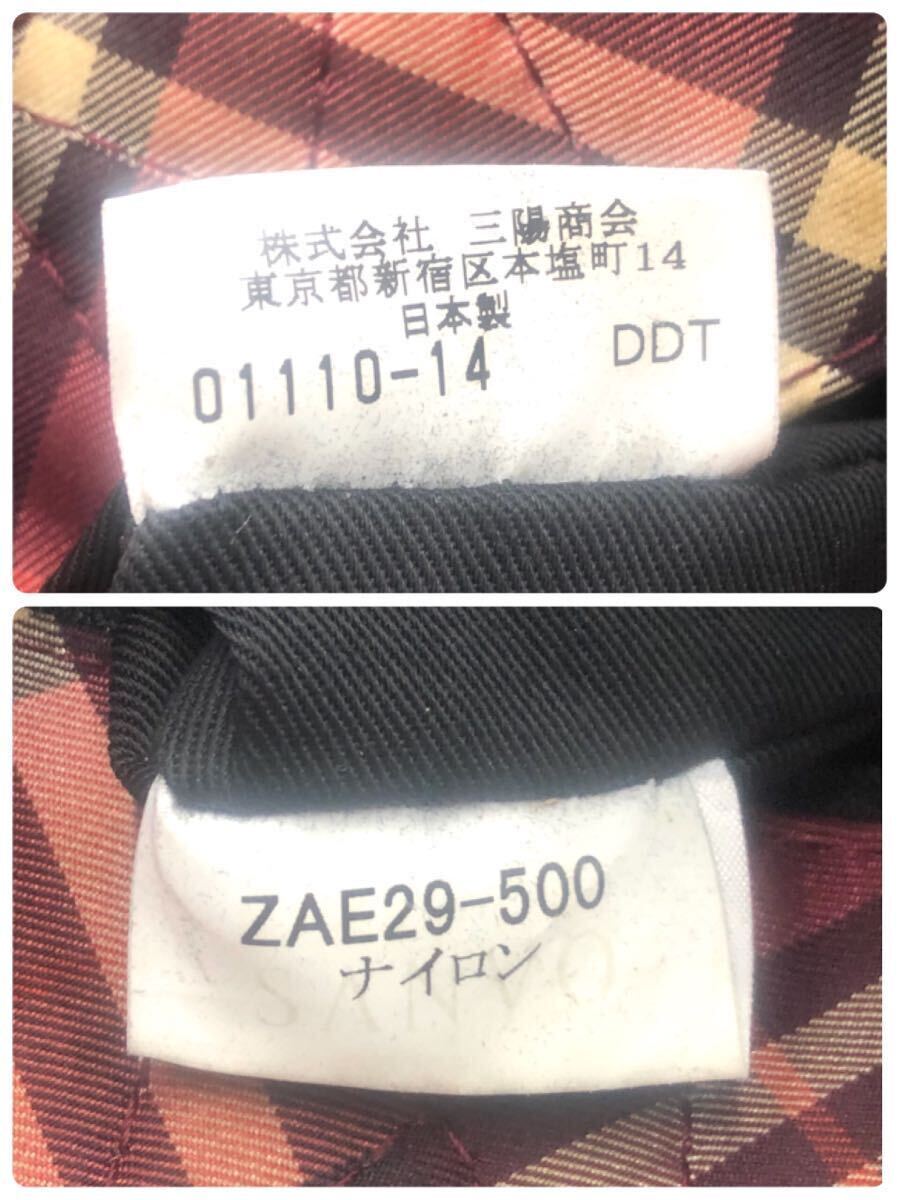 株式会社 三陽商会
東京都新宿区本塩町14
日本製
01110-14 DDT
ZAE29-500
ナイロン
SANYO